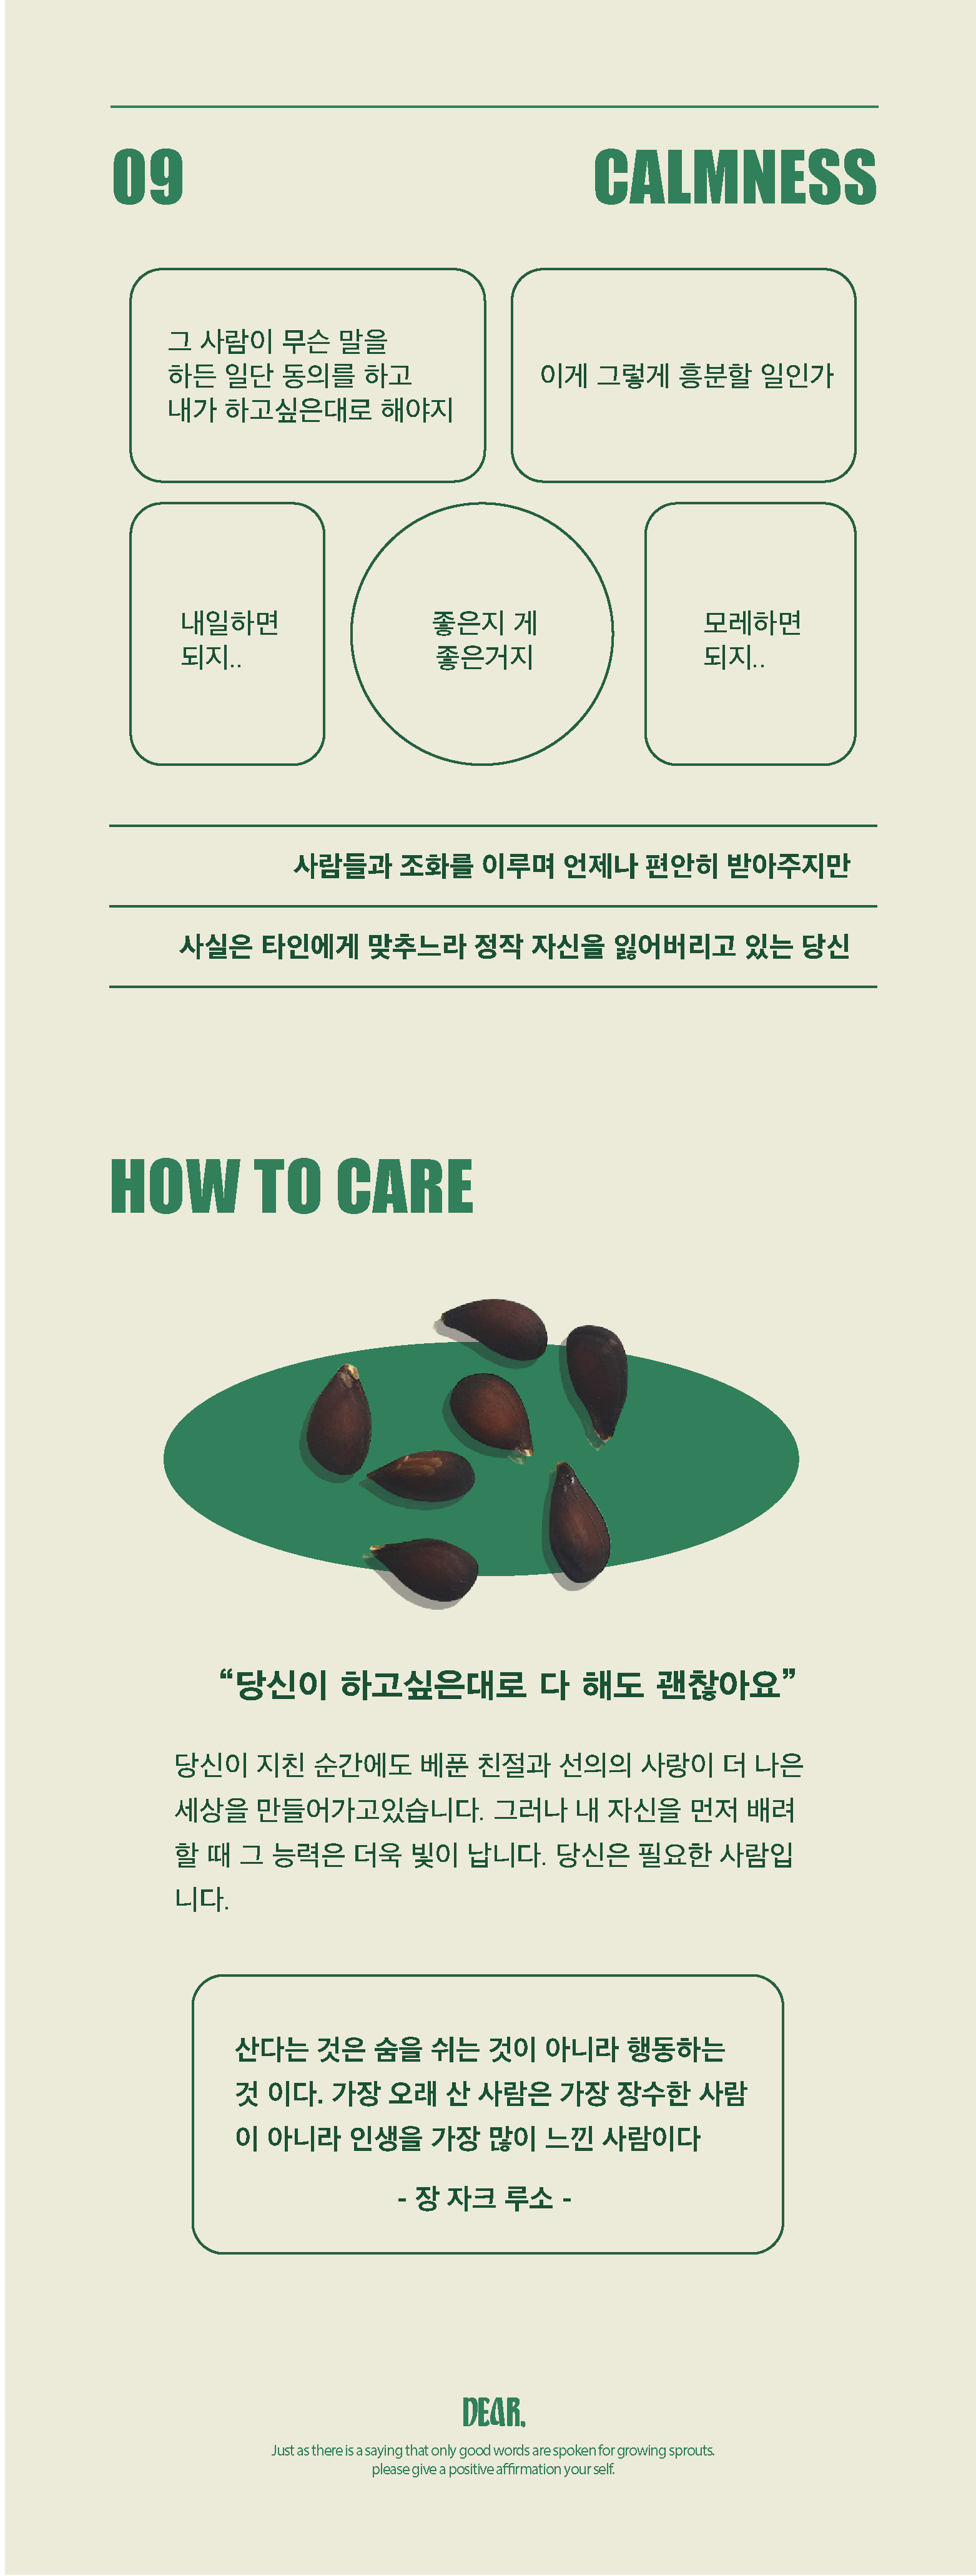 09
CALMNESS
그 사람이 무슨 말을
하든 일단 동의를 하고
내가 하고싶은대로 해야지
이게 그렇게 흥분할 일인가
내일하면
되지..
좋은지 게
좋은거지
모레하면
되지..
사람들과 조화를 이루며 언제나 편안히 받아주지만
사실은 타인에게 맞추느라 정작 자신을 잃어버리고 있는 당신
HOW TO CARE
“당신이 하고싶은대로 다 해도 괜찮아요”
당신이 지친 순간에도 베푼 친절과 선의의 사랑이 더 나은
세상을 만들어가고있습니다. 그러나 내 자신을 먼저 배려
할 때 그 능력은 더욱 빛이 납니다. 당신은 필요한 사람입
니다.
산다는 것은 숨을 쉬는 것이 아니라 행동하는
것 이다. 가장 오래 산 사람은 가장 장수한 사람
이 아니라 인생을 가장 많이 느낀 사람이다
- 장 자크 루소 -
DEAR,
Just as there is a saying that only good words are spoken for growing sprouts.
please give a positive affirmation your self.